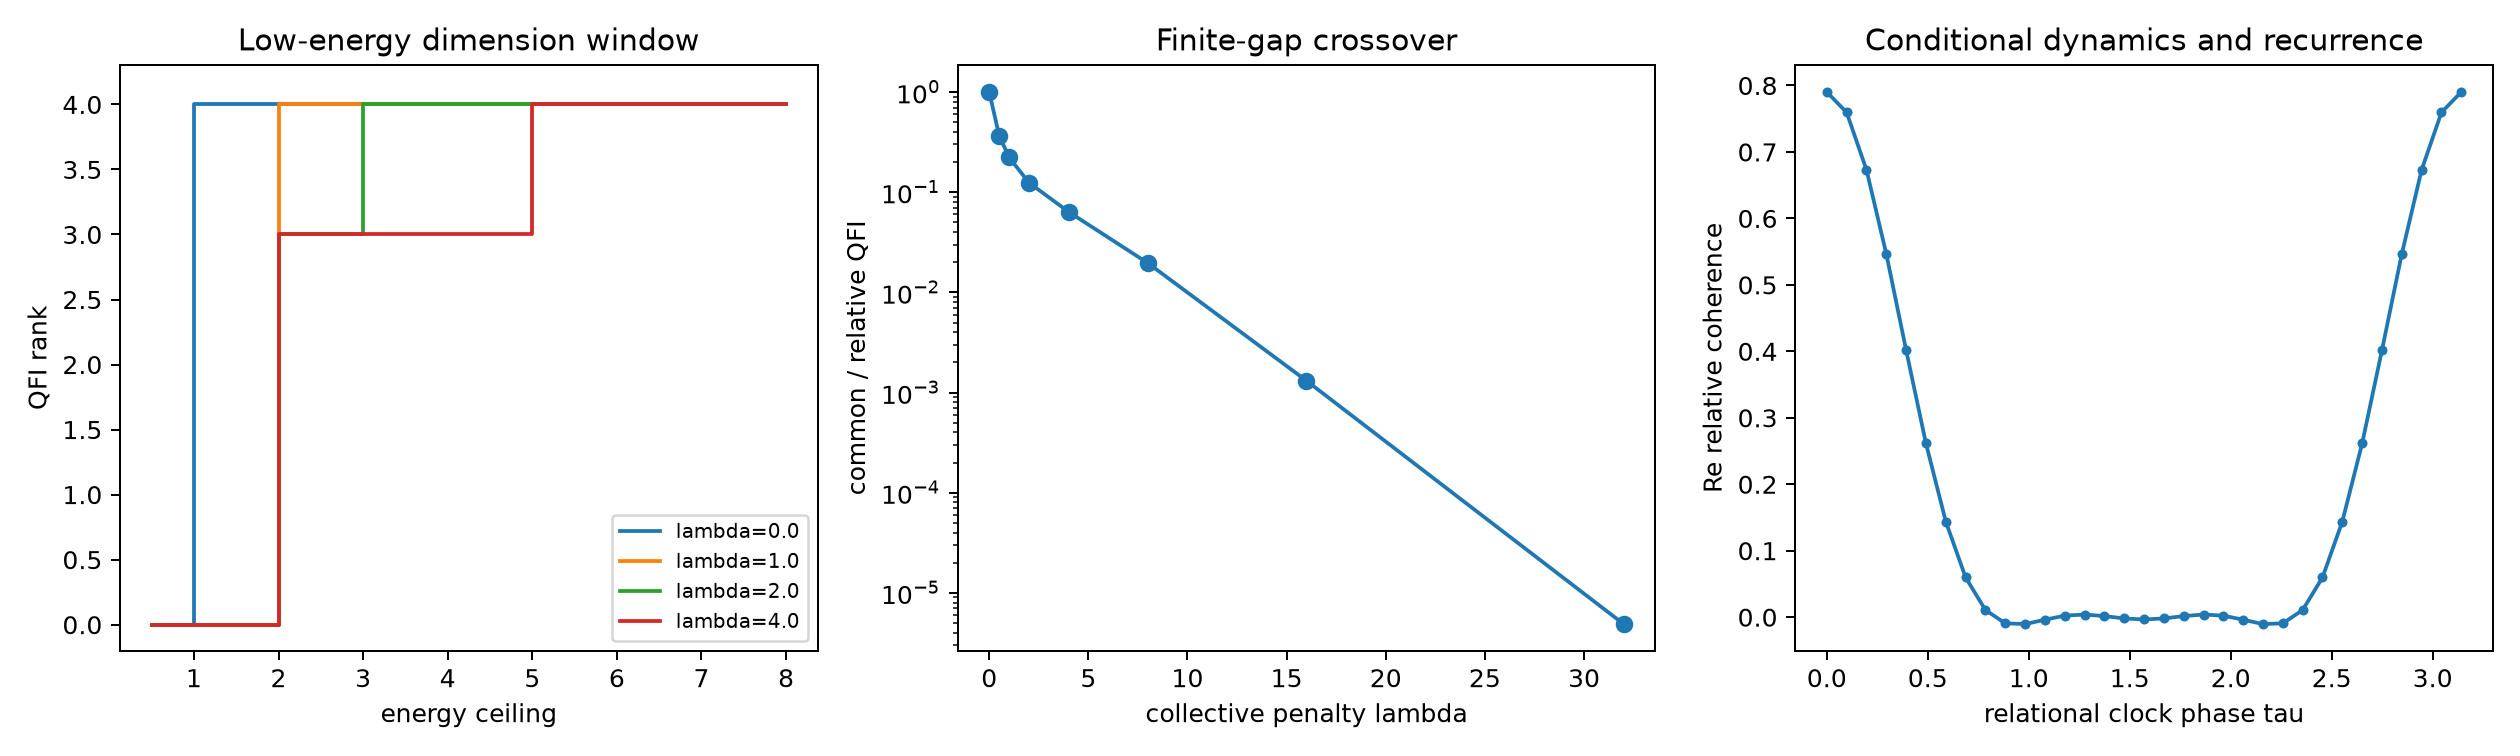 Low-energy dimension window
QFI rank
4.0
3.5
3.0
2.5
2.0
1.5
1.0
0.5
0.0
lambda=0.0
lambda=1.0
lambda=2.0
lambda=4.0
1 2 3 4 5 6 7 8
energy ceiling
Finite-gap crossover
common / relative QFI
10⁰
10⁻¹
10⁻²
10⁻³
10⁻⁴
10⁻⁵
0 5 10 15 20 25 30
collective penalty lambda
Conditional dynamics and recurrence
Re relative coherence
0.8
0.7
0.6
0.5
0.4
0.3
0.2
0.1
0.0
0.0 0.5 1.0 1.5 2.0 2.5 3.0
relational clock phase tau